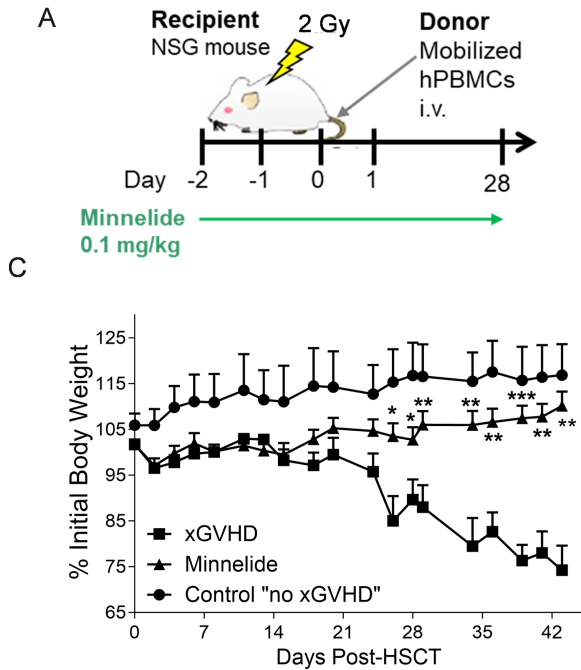 A
Recipient
NSG mouse
2 Gy
Donor
Mobilized
hPBMCs
i.v.
Day -2 -1 0 1 28
Minnelide
0.1 mg/kg
C
% Initial Body Weight
125
115
105
95
85
75
65
* * ** ** ** *** ** **
xGVHD
Minnelide
Control "no xGVHD"
0 7 14 21 28 35 42
Days Post-HSCT